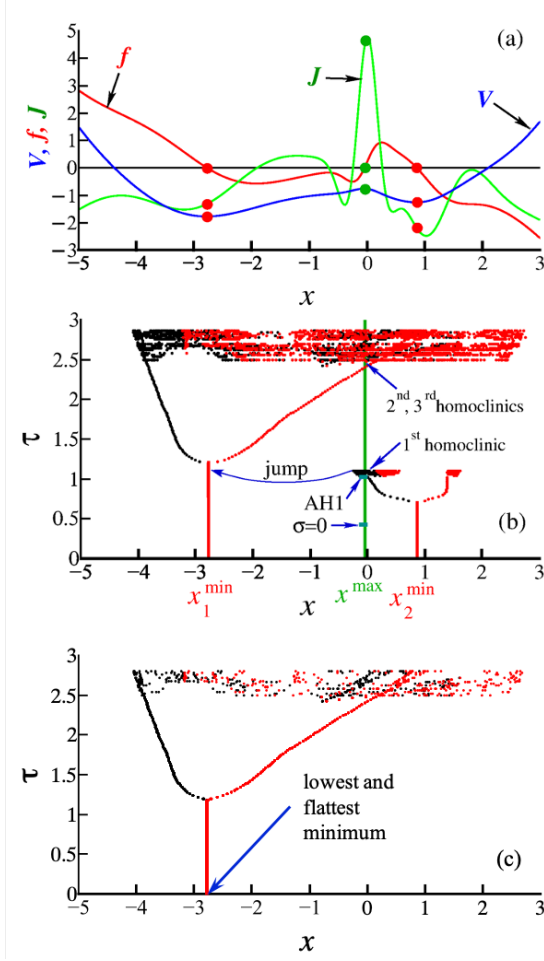 (a)
5
4
3
2
1
0
−1
−2
−3
V, f, J
f
J
V
−5 −4 −3 −2 −1 0 1 2 3
x
3
2.5
2
1.5
1
0.5
0
τ
2nd, 3rd homoclinics
1st homoclinic
jump
AH1
σ=0
(b)
−5 −4 −3 −2 −1 0 1 2 3
x1min x xmax x2min
3
2.5
2
1.5
1
0.5
0
τ
lowest and
flattest
minimum
(c)
−5 −4 −3 −2 −1 0 1 2 3
x